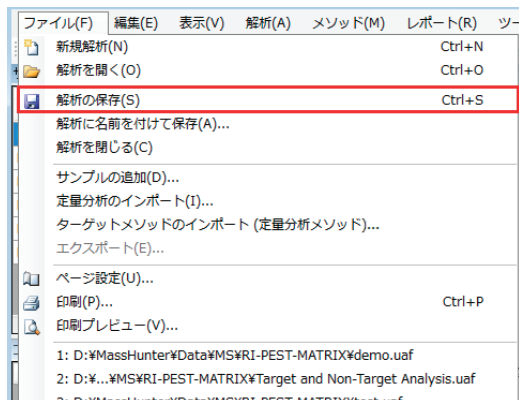 ファイル(F) 編集(E) 表示(V) 解析(A) メソッド(M) レポート(R) ツー
新規解析(N) Ctrl+N
解析を開く(O) Ctrl+O
解析の保存(S) Ctrl+S
解析に名前を付けて保存(A)...
解析を閉じる(C)
サンプルの追加(D)...
定量分析のインポート(I)...
ターゲットメソッドのインポート (定量分析メソッド)...
エクスポート(E)...
ページ設定(U)...
印刷(P)... Ctrl+P
印刷プレビュー(V)...
1: D:¥MassHunter¥Data¥MS¥RI-PEST-MATRIX¥demo.uaf
2: D:¥...¥MS¥RI-PEST-MATRIX¥Target and Non-Target Analysis.uaf